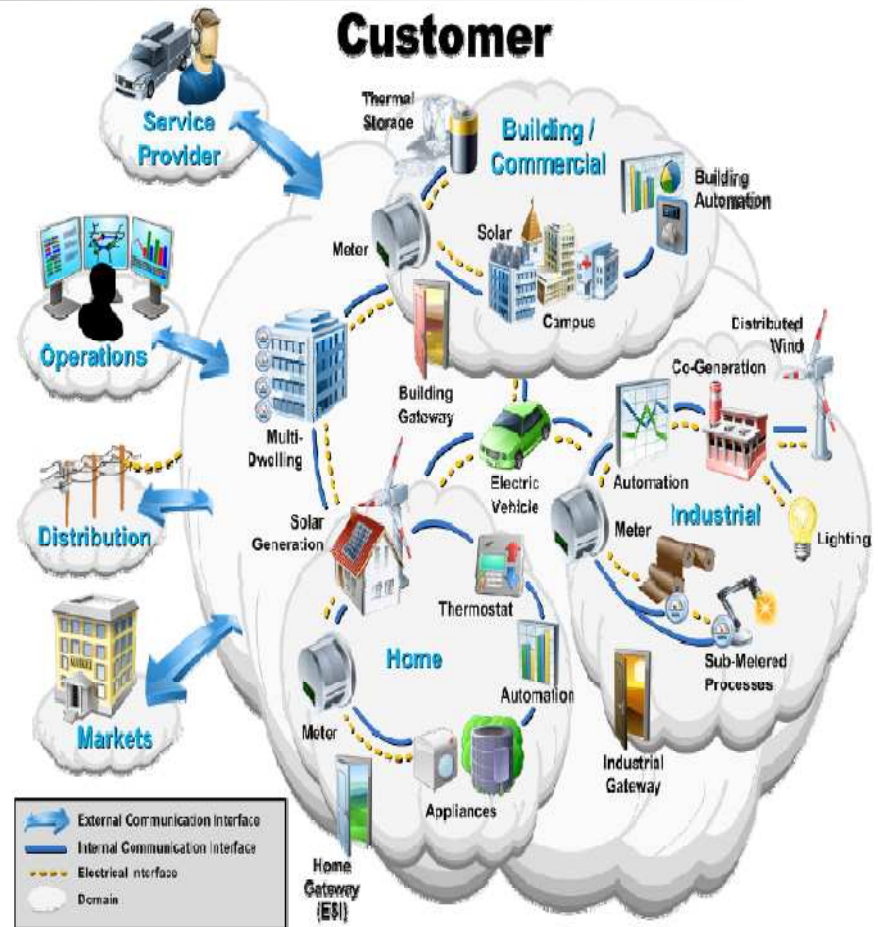 Customer
Service
Provider
Thermal
Storage
Building /
Commercial
Building
Automation
Meter
Solar
Campus
Operations
Building
Gateway
Multi-
Dwelling
Distributed
Wind
Co-Generation
Electric
Vehicle
Automation
Distribution
Solar
Generation
Meter
Industrial
Lighting
Thermostat
Home
Automation
Sub-Metered
Processes
Markets
Meter
Appliances
Industrial
Gateway
Home
Gateway
(ESI)
External Communication Interface
Internal Communication Interface
Electrical Interface
Domain